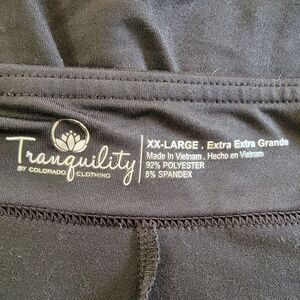 Tranquility
BY COLORADO CLOTHING
XX-LARGE . Extra Extra Grande
Made in Vietnam . Hecho en Vietnam
92% POLYESTER
8% SPANDEX